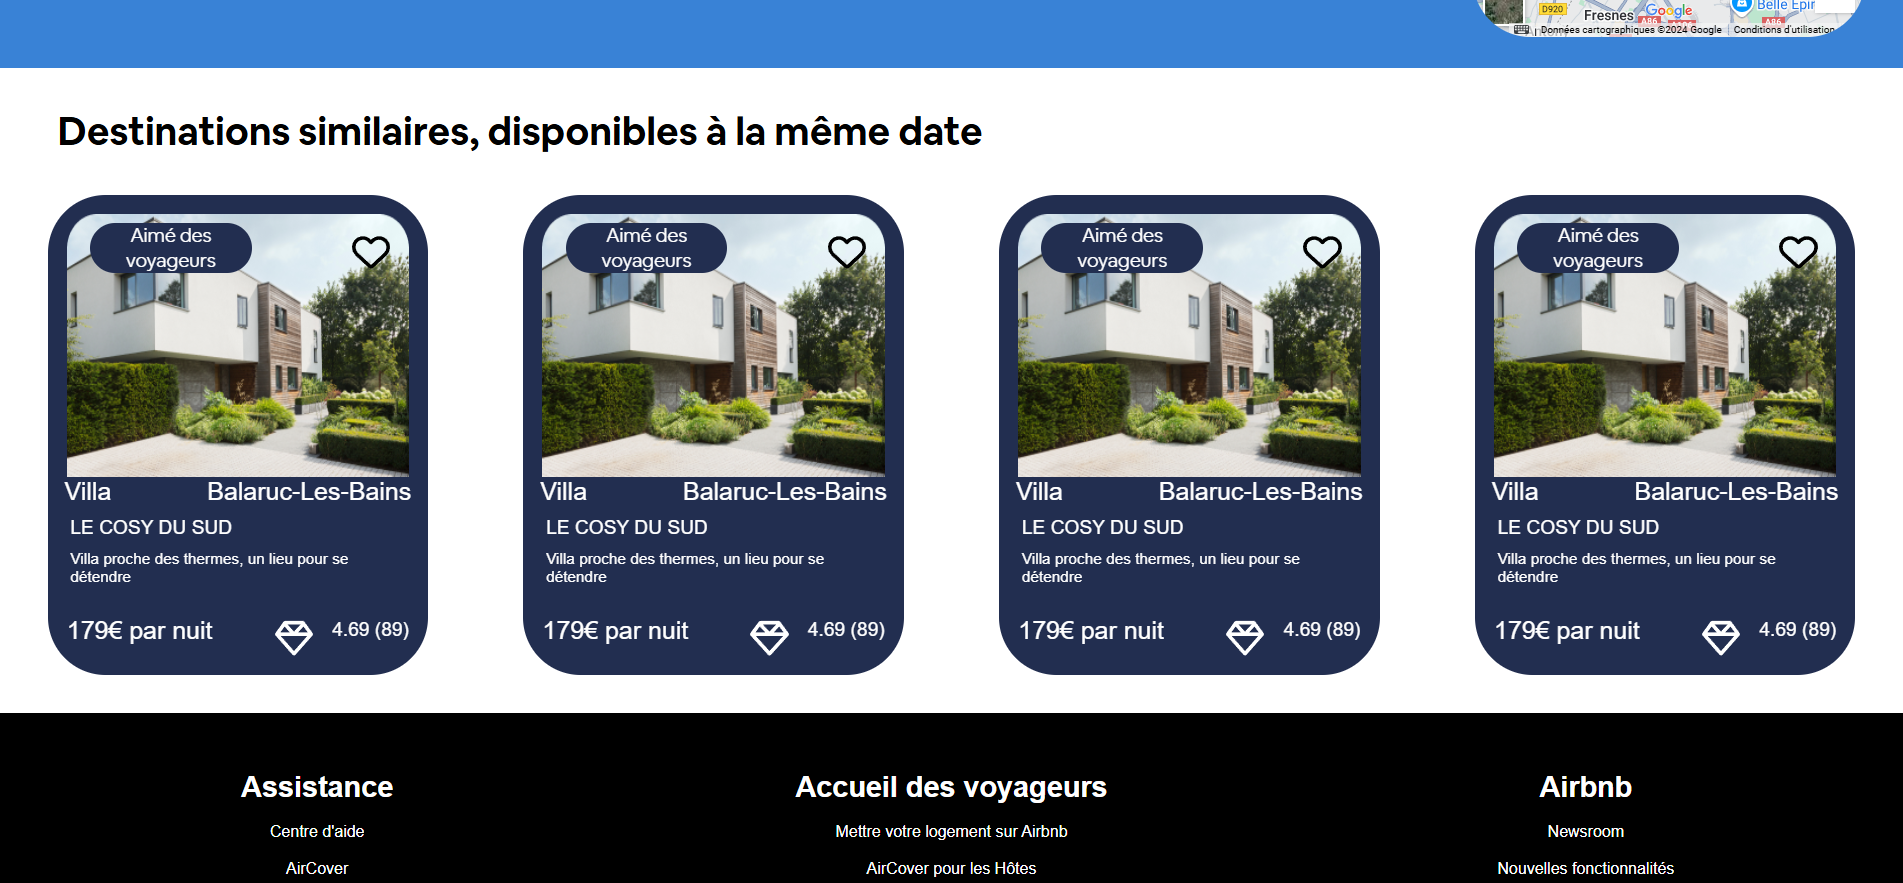 D920
Fresnes
Google
A86
A86
Belle Épin
Données cartographiques ©2024 Google
Conditions d'utilisation
Destinations similaires, disponibles à la même date
Aimé des
voyageurs
Villa
Balaruc-Les-Bains
LE COSY DU SUD
Villa proche des thermes, un lieu pour se
détendre
179€ par nuit
4.69 (89)
Aimé des
voyageurs
Villa
Balaruc-Les-Bains
LE COSY DU SUD
Villa proche des thermes, un lieu pour se
détendre
179€ par nuit
4.69 (89)
Aimé des
voyageurs
Villa
Balaruc-Les-Bains
LE COSY DU SUD
Villa proche des thermes, un lieu pour se
détendre
179€ par nuit
4.69 (89)
Aimé des
voyageurs
Villa
Balaruc-Les-Bains
LE COSY DU SUD
Villa proche des thermes, un lieu pour se
détendre
179€ par nuit
4.69 (89)
Assistance
Centre d'aide
AirCover
Accueil des voyageurs
Mettre votre logement sur Airbnb
AirCover pour les Hôtes
Airbnb
Newsroom
Nouvelles fonctionnalités